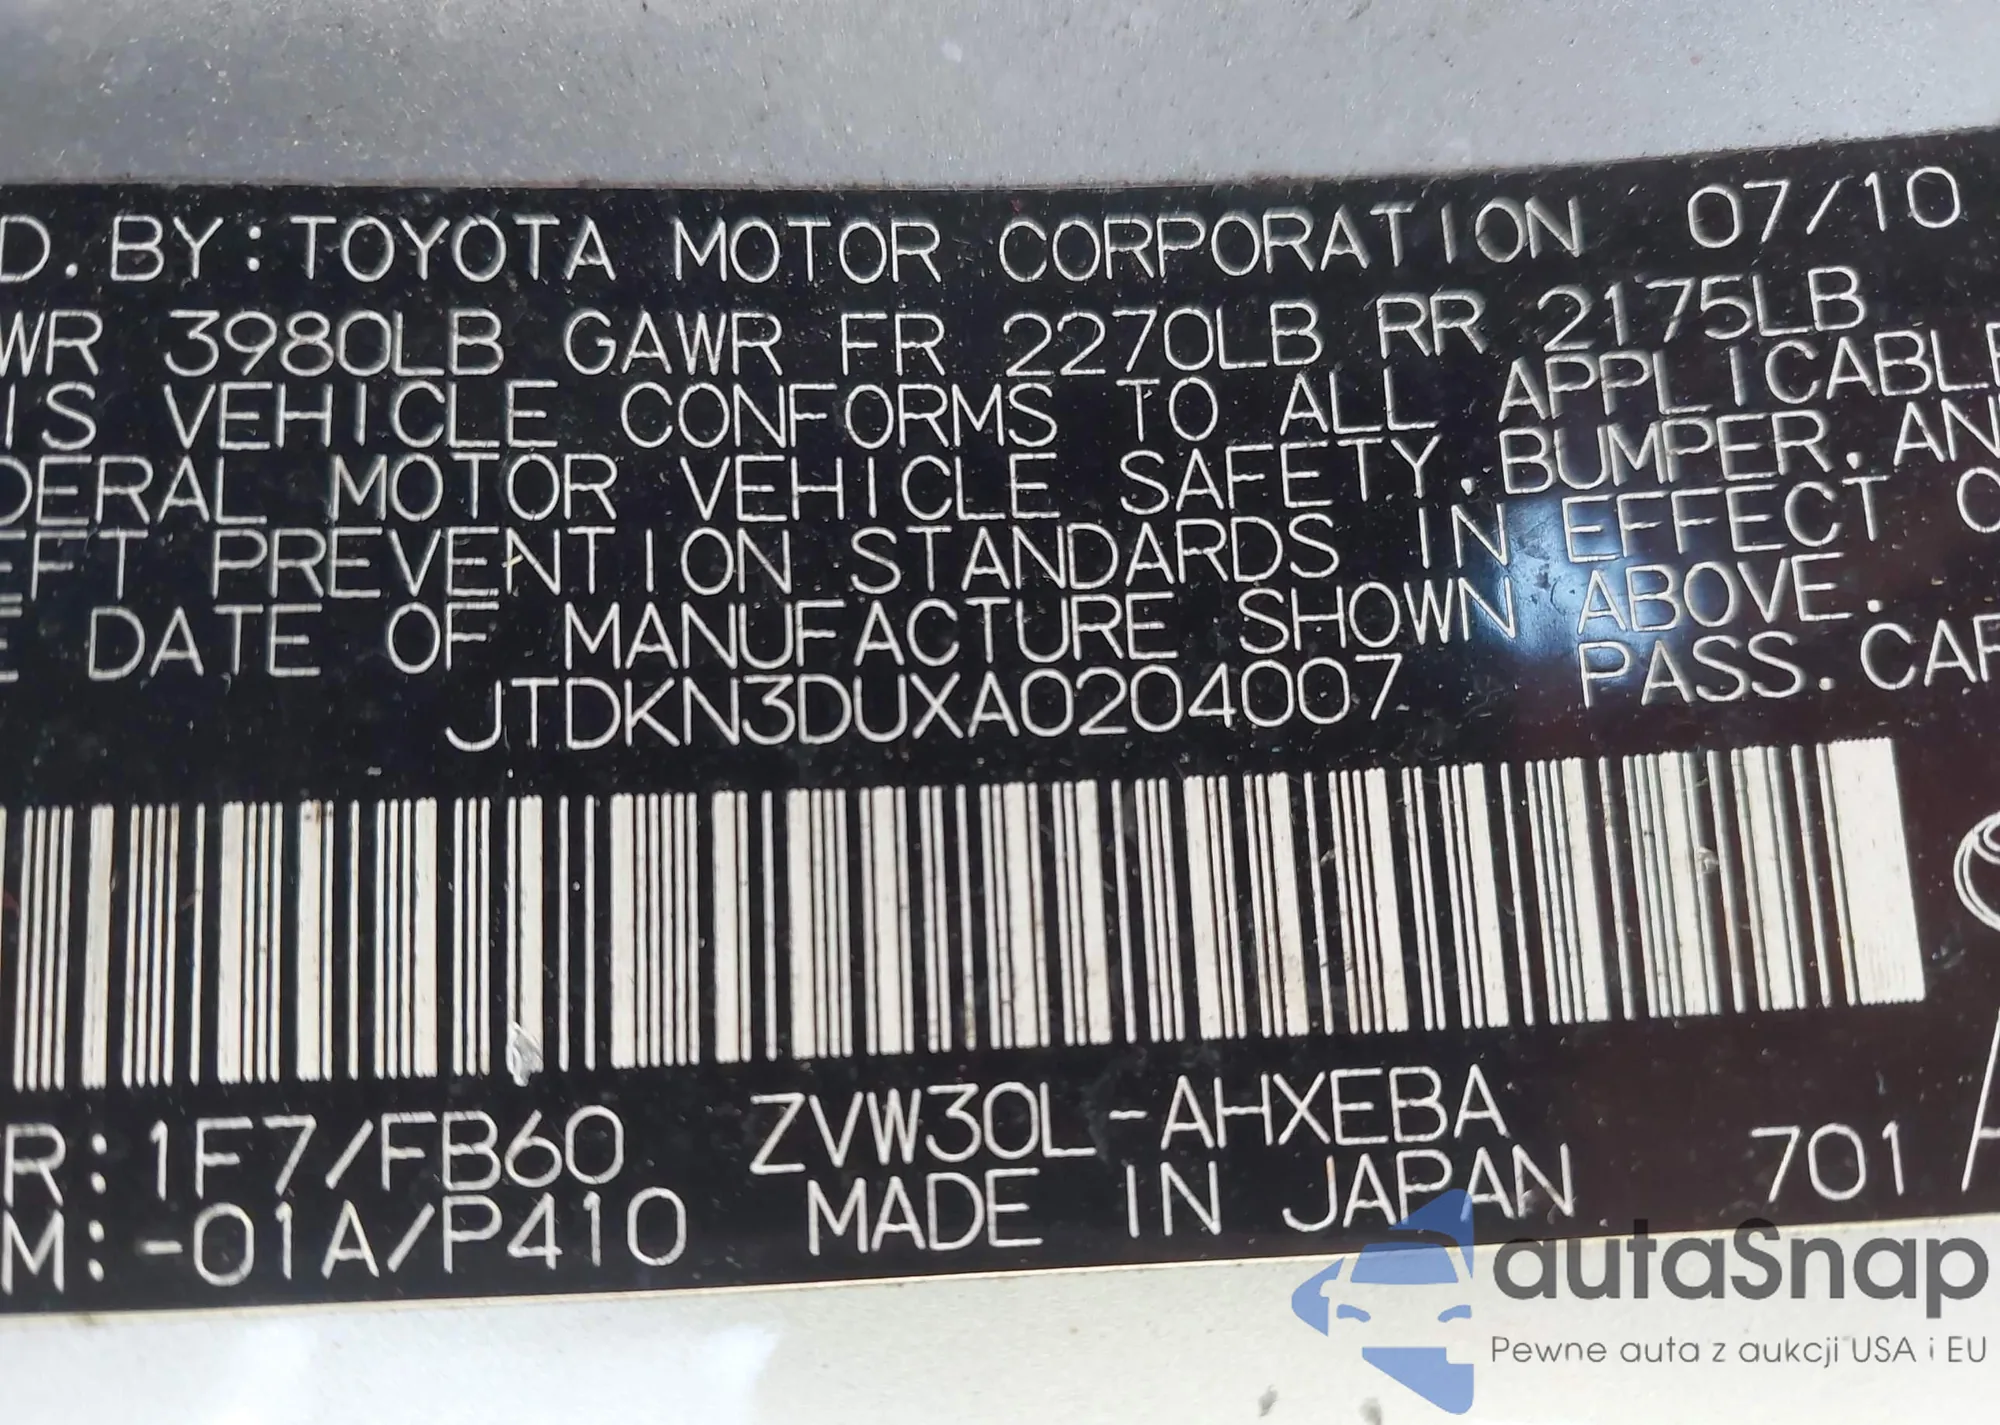 D. BY: TOYOTA MOTOR CORPORATION 07/10
WR 3980LB GAWR FR 2270LB RR 2175LB
IS VEHICLE CONFORMS TO ALL APPLICABLE
DERAL MOTOR VEHICLE SAFETY, BUMPER, AN
EFT PREVENTION STANDARDS IN EFFECT O
E DATE OF MANUFACTURE SHOWN ABOVE.
JTDKN3DUXA0204007 PASS. CAR
R: 1F7/FB60 ZVW30L-AHXEBA
M: -01A/P410 MADE IN JAPAN 701
autaSnap
Pewne auta z aukcji USA i EU